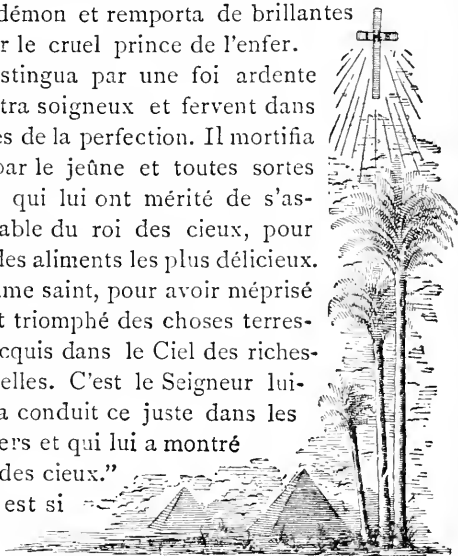 démon et remporta de brillantes
r le cruel prince de l’enfer.
stingua par une foi ardente
tra soigneux et fervent dans
es de la perfection. Il mortifia
par le jeûne et toutes sortes
qui lui ont mérité de s’as-
able du roi des cieux, pour
des aliments les plus délicieux.
ame saint, pour avoir méprisé
t triomphé des choses terres-
cquis dans le Ciel des riches-
elles. C’est le Seigneur lui-
a conduit ce juste dans les
ers et qui lui a montré
des cieux.”
est si